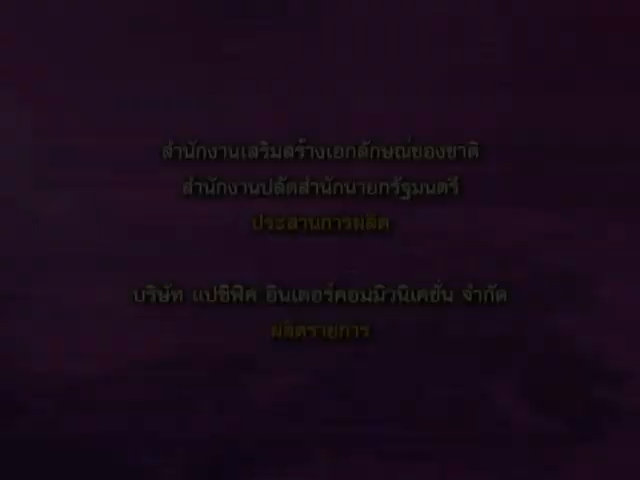 สำนักงานเสริมสร้างเอกลักษณ์ของชาติ
สำนักงานปลัดสำนักนายกรัฐมนตรี
ประสานการผลิต
บริษัท แปซิฟิค อินเตอร์คอมมิวนิเคชั่น จำกัด
ผลิตรายการ